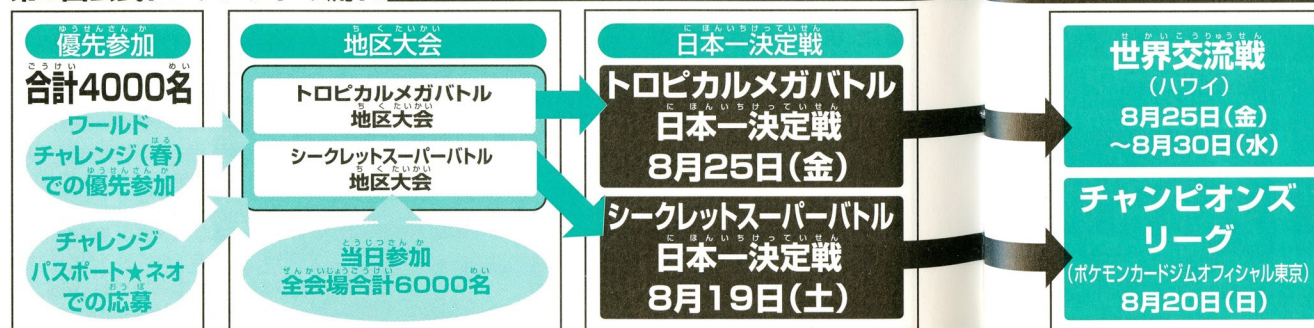 優先参加
合計4000名
ワールド
チャレンジ(春)
での優先参加
チャレンジ
パスポート★ネオ
での応募
地区大会
トロピカルメガバトル
地区大会
シークレットスーパーバトル
地区大会
当日参加
全会場合計6000名
日本一決定戦
トロピカルメガバトル
日本一決定戦
8月25日(金)
シークレットスーパーバトル
日本一決定戦
8月19日(土)
世界交流戦
(ハワイ)
8月25日(金)
〜8月30日(水)
チャンピオンズ
リーグ
(ポケモンカードジムオフィシャル東京)
8月20日(日)